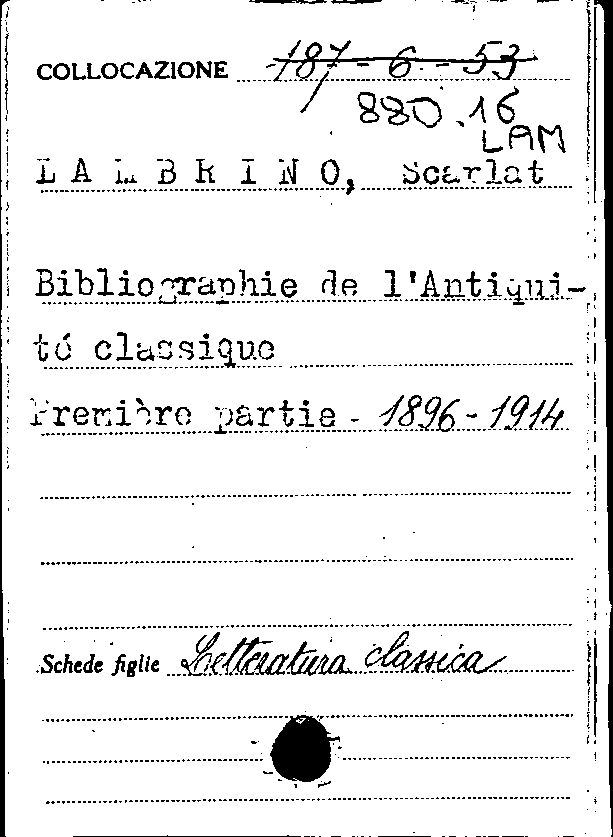 COLLOCAZIONE 187-6-53
880.16
LAM
LAMBRINO, Scarlat
Bibliographie de l'Antiqui-
té classique
Première partie - 1896-1914
Schede figlie Letteratura classica